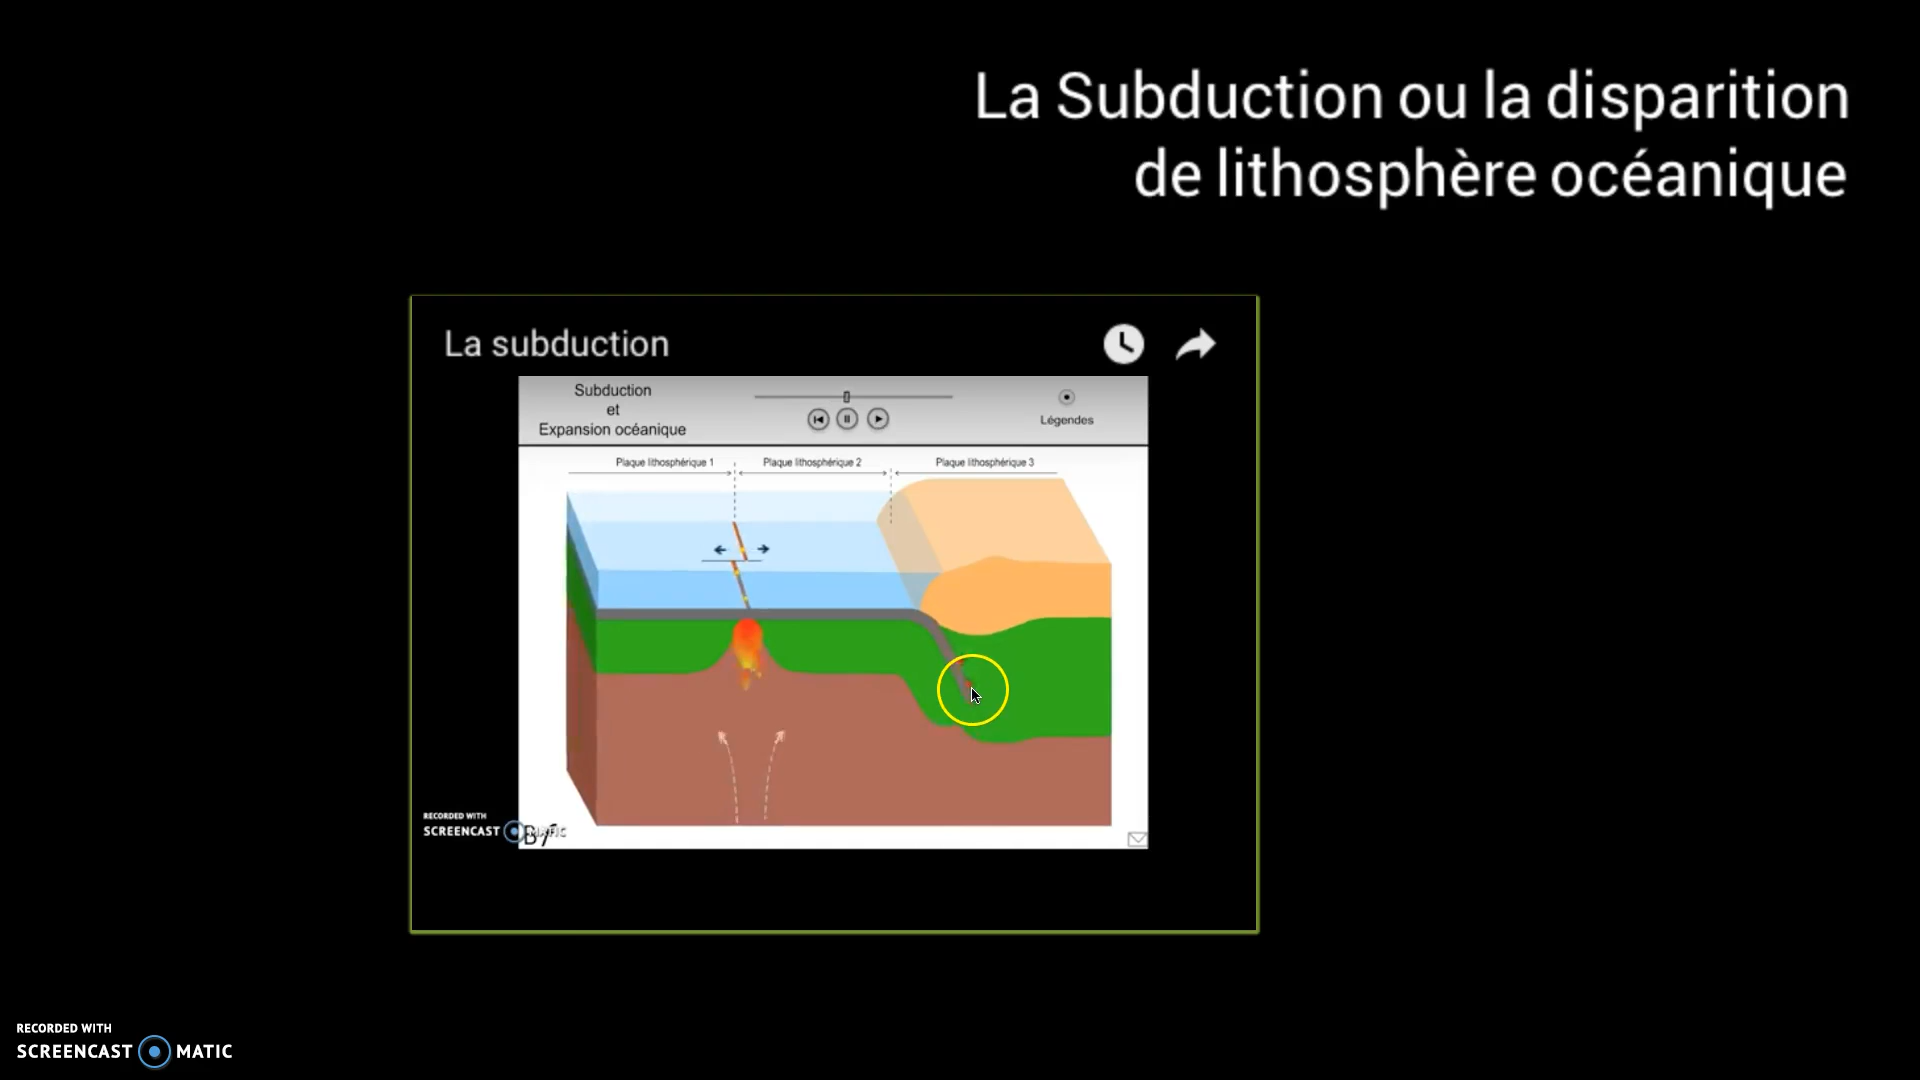 La Subduction ou la disparition
de lithosphère océanique
La subduction
Subduction
et
Expansion océanique
Légendes
Plaque lithosphérique 1
Plaque lithosphérique 2
Plaque lithosphérique 3
RECORDED WITH
SCREENCAST MATIC
RECORDED WITH
SCREENCAST MATIC